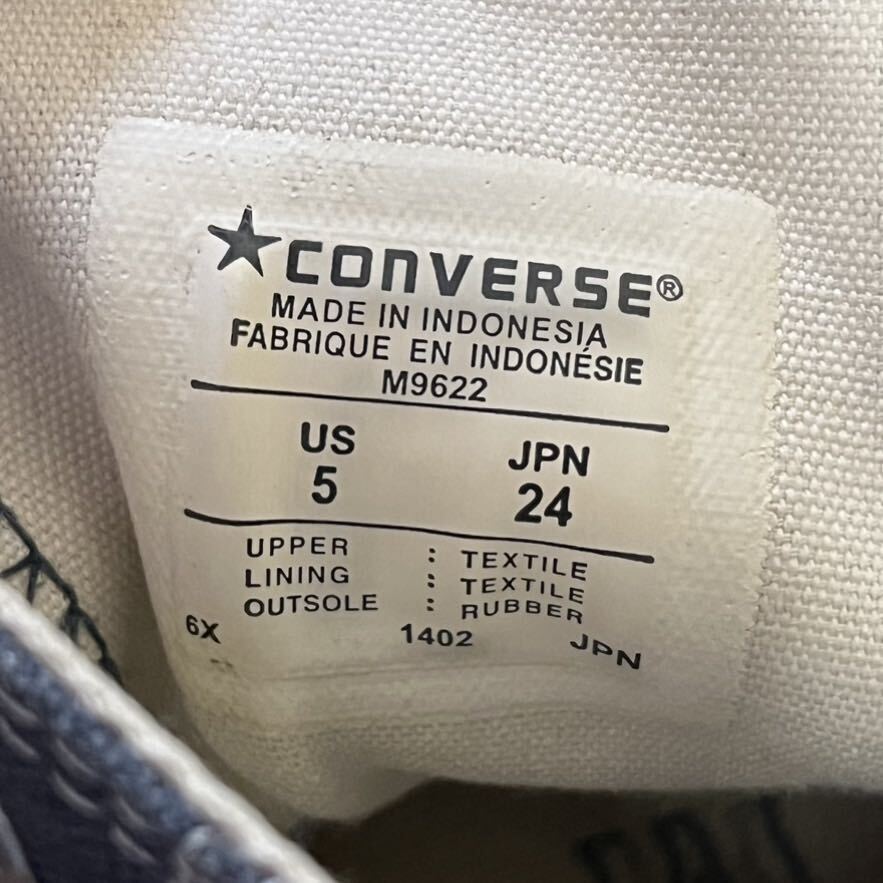 CONVERSE®
MADE IN INDONESIA
FABRIQUE EN INDONÉSIE
M9622
US JPN
5 24
UPPER : TEXTILE
LINING : TEXTILE
OUTSOLE : RUBBER
6X 1402 JPN